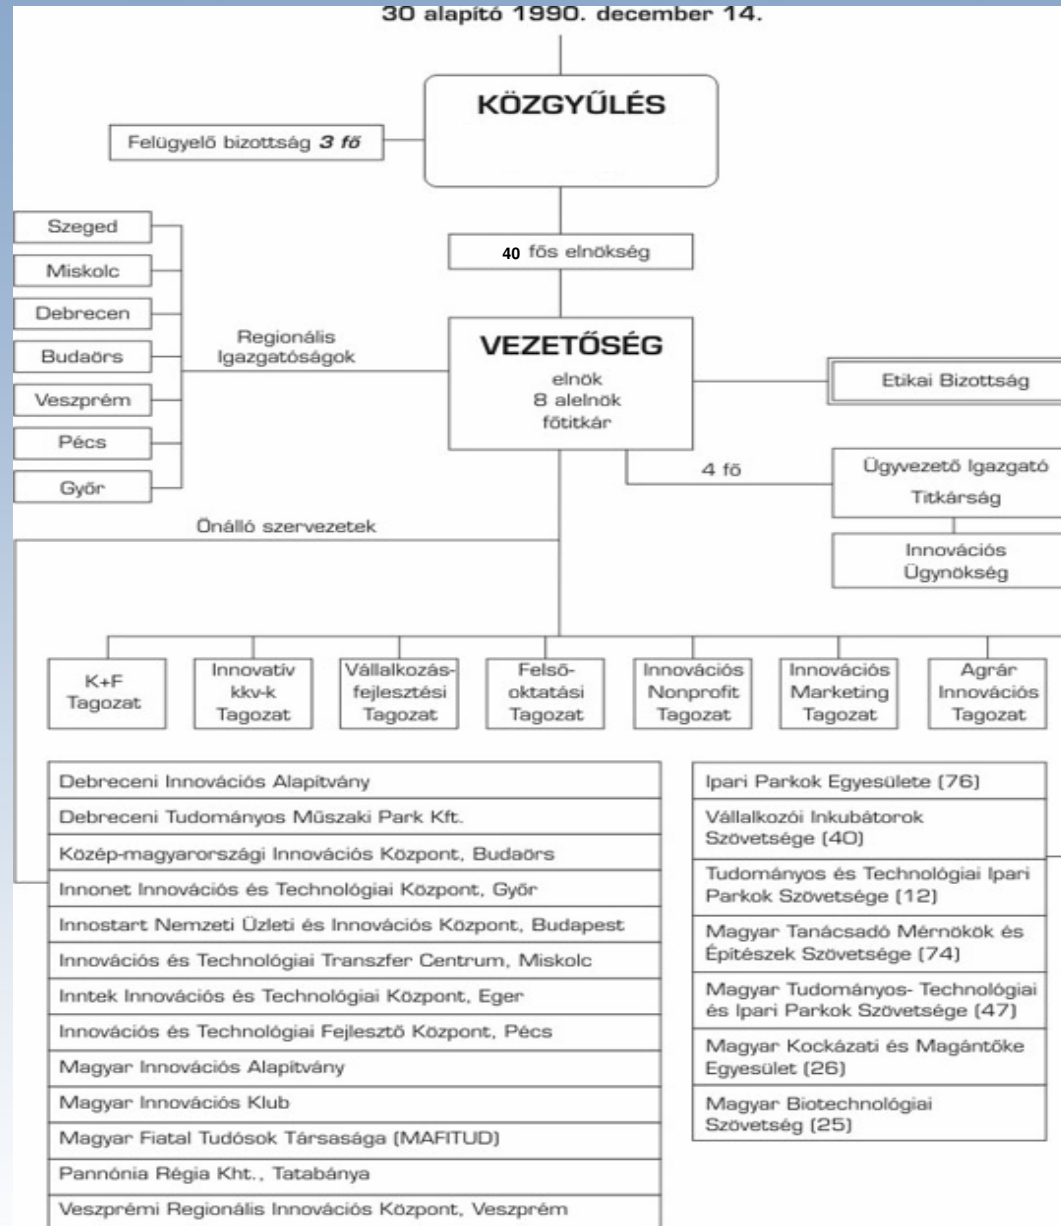 30 alapító 1990. december 14.
KÖZGYŰLÉS
Felügyelő bizottság 3 fő
40 fős elnökség
Szeged
Miskolc
Debrecen
Budaörs
Veszprém
Pécs
Győr
Regionális
Igazgatóságok
VEZETŐSÉG
elnök
8 alelnök
főtitkár
Etikai Bizottság
4 fő
Ügyvezető Igazgató
Titkárság
Innovációs
Ügynökség
Önálló szervezetek
K+F
Tagozat
Innovatív
kkv-k
Tagozat
Vállalkozás-
fejlesztési
Tagozat
Felső-
oktatási
Tagozat
Innovációs
Nonprofit
Tagozat
Innovációs
Marketing
Tagozat
Agrár
Innovációs
Tagozat
Debreceni Innovációs Alapítvány
Debreceni Tudományos Műszaki Park Kft.
Közép-magyarországi Innovációs Központ, Budaörs
Innonet Innovációs és Technológiai Központ, Győr
Innostart Nemzeti Üzleti és Innovációs Központ, Budapest
Innovációs és Technológiai Transzfer Centrum, Miskolc
Inntek Innovációs és Technológiai Központ, Eger
Innovációs és Technológiai Fejlesztő Központ, Pécs
Magyar Innovációs Alapítvány
Magyar Innovációs Klub
Magyar Fiatal Tudósok Társasága (MAFITUD)
Pannónia Régia Kht., Tatabánya
Veszprémi Regionális Innovációs Központ, Veszprém
Ipari Parkok Egyesülete (76)
Vállalkozói Inkubátorok
Szövetsége (40)
Tudományos és Technológiai Ipari
Parkok Szövetsége (12)
Magyar Tanácsadó Mérnökök és
Építészek Szövetsége (74)
Magyar Tudományos- Technológiai
és Ipari Parkok Szövetsége (47)
Magyar Kockázati és Magántőke
Egyesület (26)
Magyar Biotechnológiai
Szövetség (25)